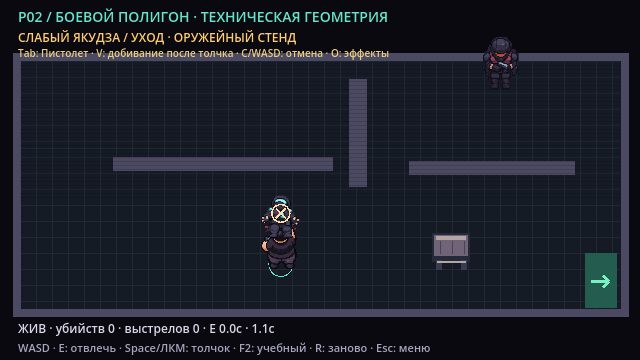 P02 / БОЕВОЙ ПОЛИГОН · ТЕХНИЧЕСКАЯ ГЕОМЕТРИЯ
СЛАБЫЙ ЯКУДЗА / УХОД · ОРУЖЕЙНЫЙ СТЕНД
Tab: Пистолет · V: добивание после толчка · C/WASD: отмена · O: эффекты
ЖИВ · убийств 0 · выстрелов 0 · E 0.0с · 1.1с
WASD · E: отвлечь · Space/ЛКМ: толчок · F2: учебный · R: заново · Esc: меню